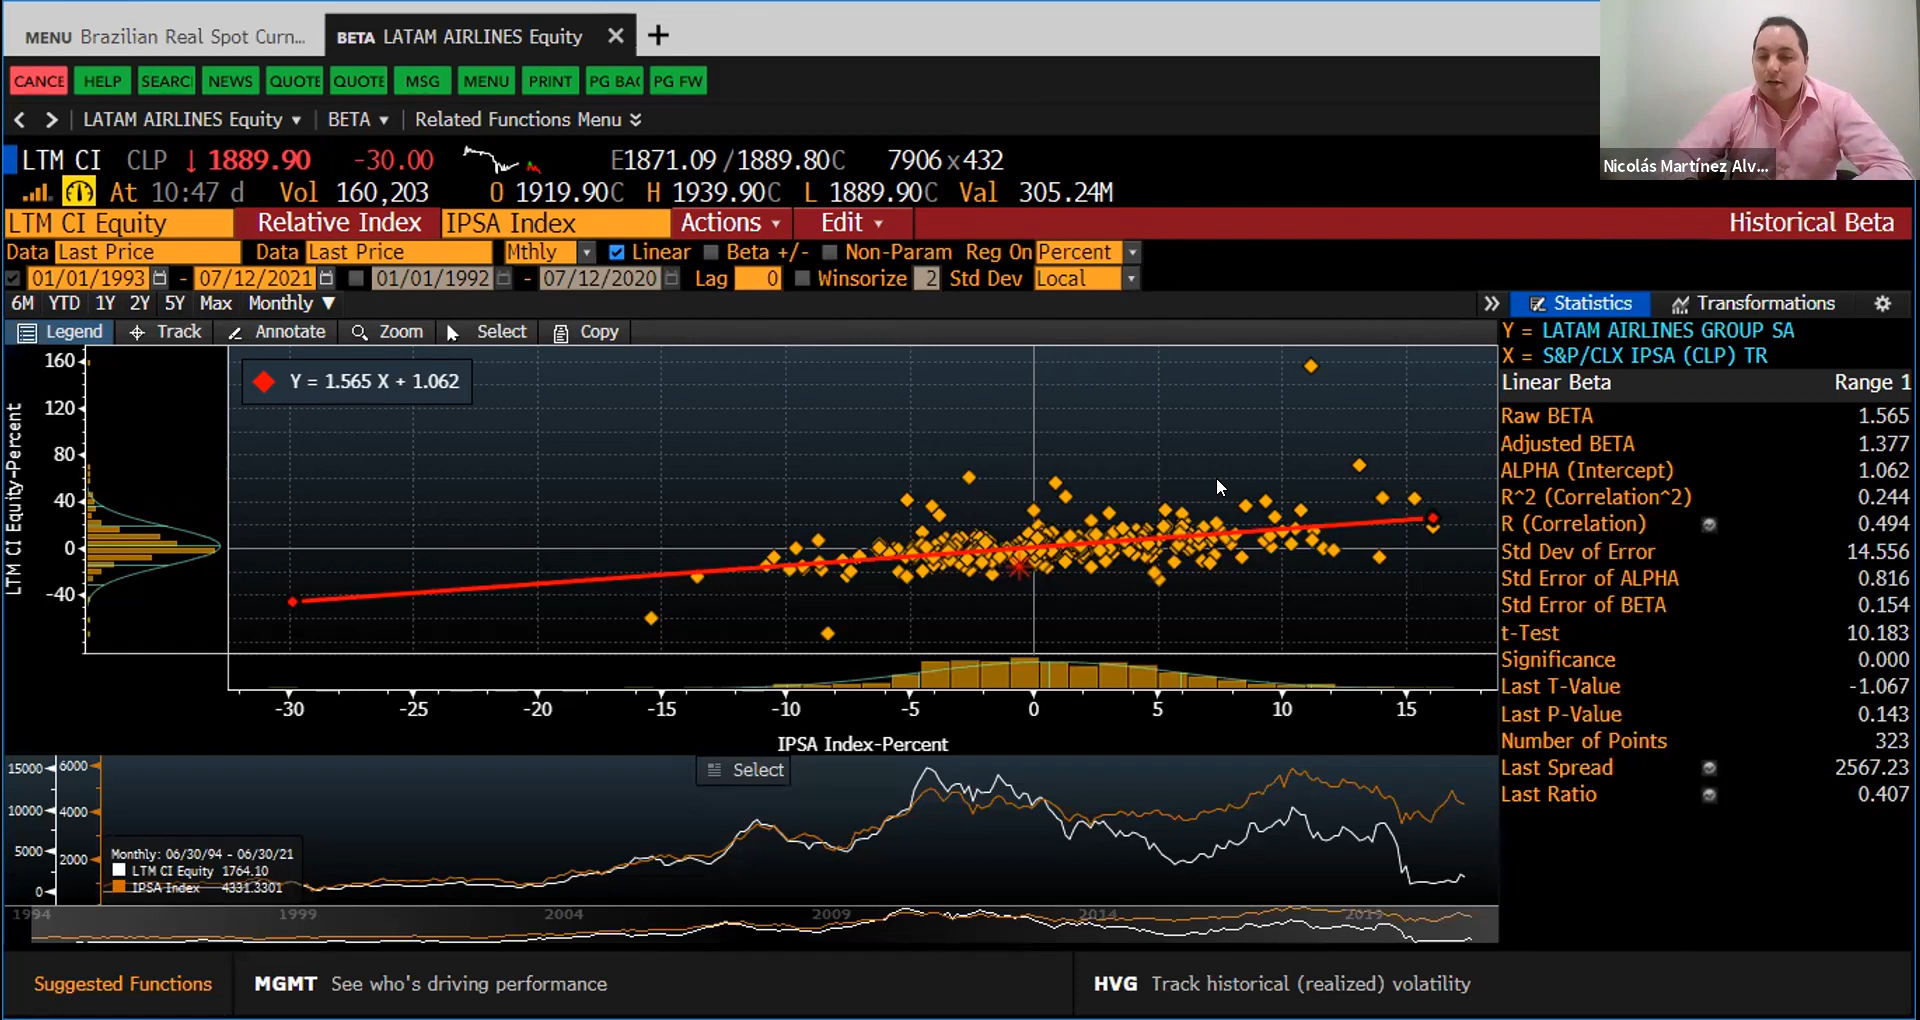 MENU Brazilian Real Spot Curn... BETA LATAM AIRLINES Equity
CANCE HELP SEARC NEWS QUOTE QUOTE MSG MENU PRINT PG BAC PG FW
LATAM AIRLINES Equity BETA Related Functions Menu
LTM CI CLP ↓ 1889.90 -30.00 E1871.09 /1889.80C 7906 x 432
At 10:47 d Vol 160,203 O 1919.90C H 1939.90C L 1889.90C Val 305.24M
Nicolás Martínez Alv...
LTM CI Equity Relative Index IPSA Index Actions Edit Historical Beta
Data Last Price Data Last Price Mthly Linear Beta +/- Non-Param Reg On Percent
01/01/1993 - 07/12/2021 01/01/1992 - 07/12/2020 Lag 0 Winsorize 2 Std Dev Local
6M YTD 1Y 2Y 5Y Max Monthly ▼ Statistics Transformations
Legend Track Annotate Zoom Select Copy
Y = LATAM AIRLINES GROUP SA
X = S&P/CLX IPSA (CLP) TR
Linear Beta Range 1
Raw BETA 1.565
Adjusted BETA 1.377
ALPHA (Intercept) 1.062
R^2 (Correlation^2) 0.244
R (Correlation) 0.494
Std Dev of Error 14.556
Std Error of ALPHA 0.816
Std Error of BETA 0.154
t-Test 10.183
Significance 0.000
Last T-Value -1.067
Last P-Value 0.143
Number of Points 323
Last Spread 2567.23
Last Ratio 0.407
Y = 1.565 X + 1.062
LTM CI Equity-Percent
160
120
80
40
0
-40
-30 -25 -20 -15 -10 -5 0 5 10 15
IPSA Index-Percent
Select
15000 6000
10000 4000
5000 2000
0
Monthly: 06/30/94 - 06/30/21
LTM CI Equity 1764.10
IPSA Index 4331.3301
1994 1999 2004 2009 2014 2019
Suggested Functions MGMT See who's driving performance HVG Track historical (realized) volatility